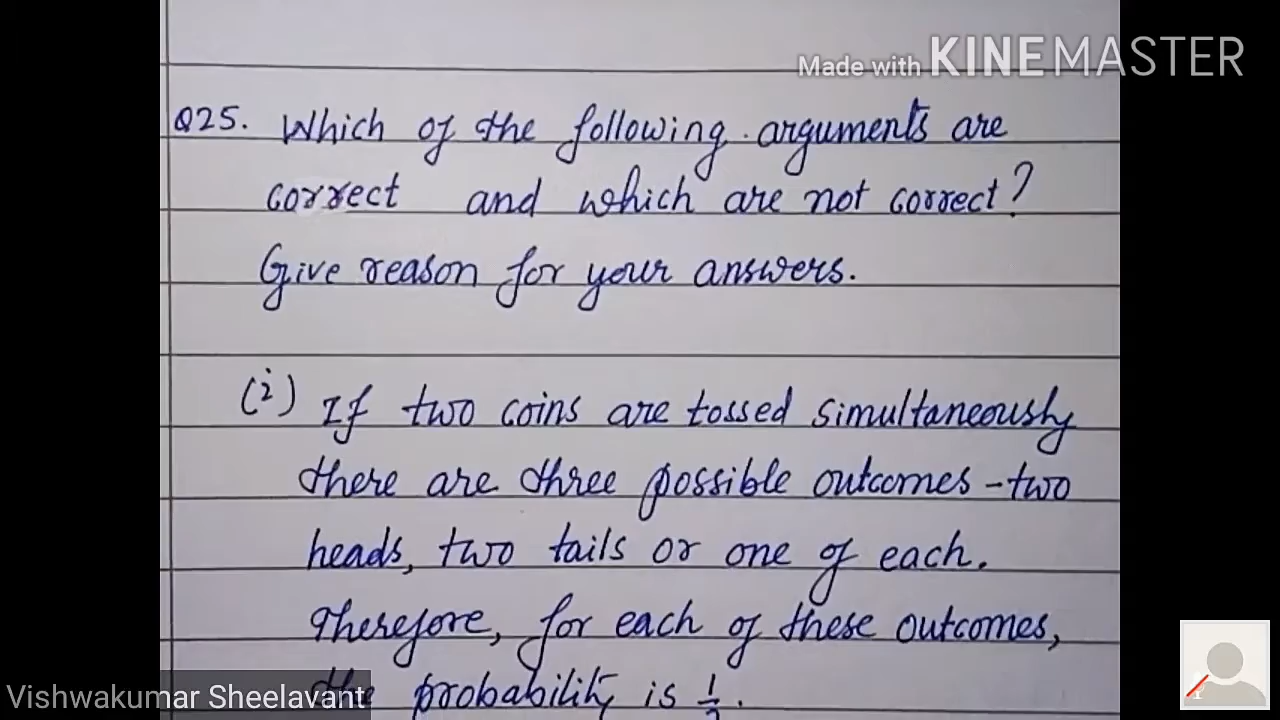 Made with KINEMASTER
Q25. Which of the following arguments are
correct and which are not correct?
Give reason for your answers.
(i) If two coins are tossed simultaneously
there are three possible outcomes - two
heads, two tails or one of each.
Therefore, for each of these outcomes,
the probability is
Vishwakumar Sheelavant